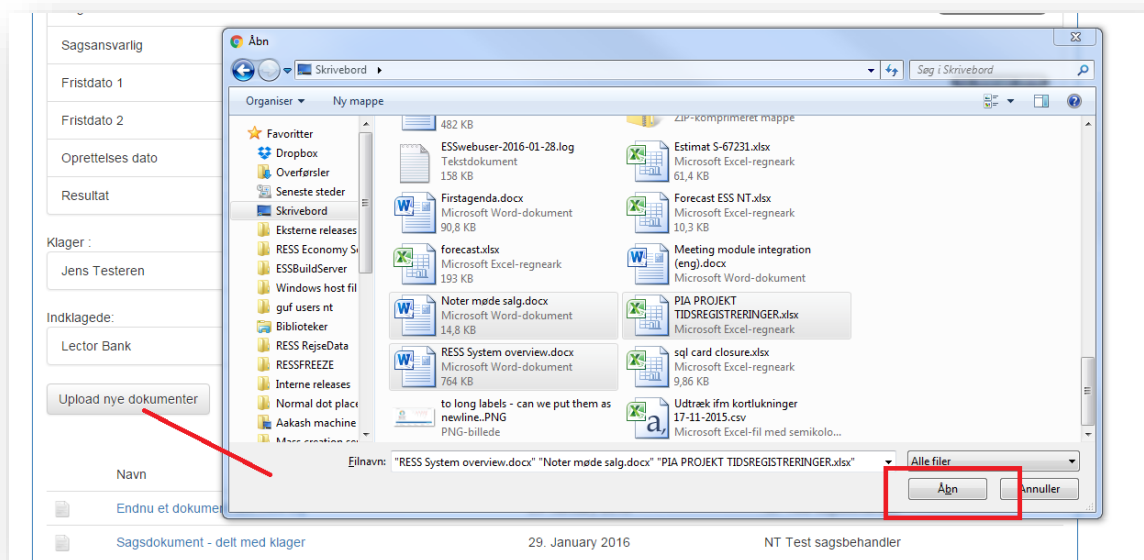 Åbn
Sagsansvarlig
Fristdato 1
Fristdato 2
Oprettelses dato
Resultat
Klager :
Jens Testeren
Indklagede:
Lector Bank
Upload nye dokumenter
Skrivebord
Søg i Skrivebord
Organiser
Ny mappe
Favoritter
Dropbox
Overførsler
Seneste steder
Skrivebord
Eksterne releases
RESS Economy Se
ESSBuildServer
Windows host fil
guf users nt
Biblioteker
RESS RejseData
RESSFREEZE
Interne releases
Normal dot place
Aakash machine
482 KB
ZIP-komprimeret mappe
ESSwebuser-2016-01-28.log
Tekstdokument
158 KB
Estimat S-67231.xlsx
Microsoft Excel-regneark
61,4 KB
Firstagenda.docx
Microsoft Word-dokument
90,8 KB
Forecast ESS NT.xlsx
Microsoft Excel-regneark
10,3 KB
forecast.xlsx
Microsoft Excel-regneark
193 KB
Meeting module integration
(eng).docx
Microsoft Word-dokument
Noter møde salg.docx
Microsoft Word-dokument
14,8 KB
PIA PROJEKT
TIDSREGISTRERINGER.xlsx
Microsoft Excel-regneark
RESS System overview.docx
Microsoft Word-dokument
764 KB
sql card closure.xlsx
Microsoft Excel-regneark
9,86 KB
to long labels - can we put them as
newline..PNG
PNG-billede
Udtræk ifm kortlukninger
17-11-2015.csv
Microsoft Excel-fil med semikolo...
Filnavn: "RESS System overview.docx" "Noter møde salg.docx" "PIA PROJEKT TIDSREGISTRERINGER.xlsx"
Alle filer
Åbn
Annuller
Navn
Endnu et dokumen
Sagsdokument - delt med klager
29. January 2016
NT Test sagsbehandler